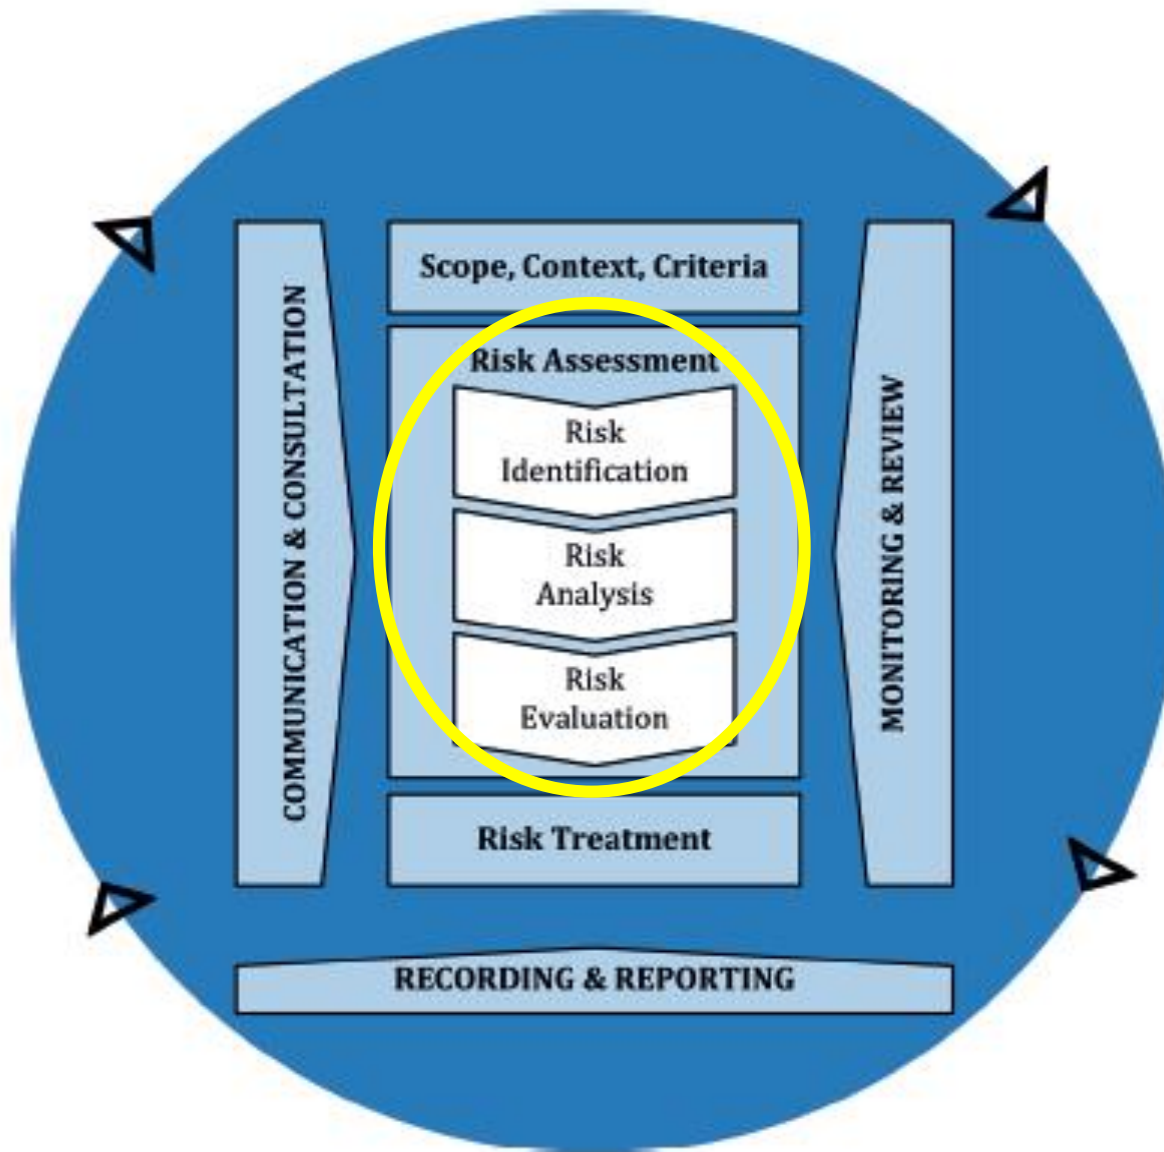 Scope, Context, Criteria
COMMUNICATION & CONSULTATION
Risk Assessment
Risk
Identification
Risk
Analysis
Risk
Evaluation
MONITORING & REVIEW
Risk Treatment
RECORDING & REPORTING